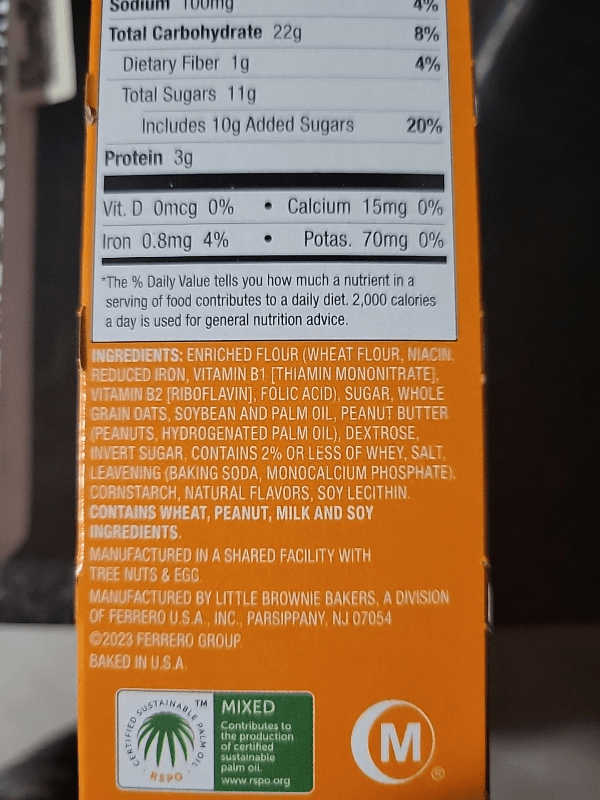 Sodium 100mg 4%
Total Carbohydrate 22g 8%
Dietary Fiber 1g 4%
Total Sugars 11g
Includes 10g Added Sugars 20%
Protein 3g
Vit. D 0mcg 0% • Calcium 15mg 0%
Iron 0.8mg 4% • Potas. 70mg 0%
*The % Daily Value tells you how much a nutrient in a
serving of food contributes to a daily diet. 2,000 calories
a day is used for general nutrition advice.
INGREDIENTS: ENRICHED FLOUR (WHEAT FLOUR, NIACIN,
REDUCED IRON, VITAMIN B1 [THIAMIN MONONITRATE],
VITAMIN B2 [RIBOFLAVIN], FOLIC ACID), SUGAR, WHOLE
GRAIN OATS, SOYBEAN AND PALM OIL, PEANUT BUTTER
(PEANUTS, HYDROGENATED PALM OIL), DEXTROSE,
INVERT SUGAR, CONTAINS 2% OR LESS OF WHEY, SALT,
LEAVENING (BAKING SODA, MONOCALCIUM PHOSPHATE),
CORNSTARCH, NATURAL FLAVORS, SOY LECITHIN.
CONTAINS WHEAT, PEANUT, MILK AND SOY
INGREDIENTS.
MANUFACTURED IN A SHARED FACILITY WITH
TREE NUTS & EGG.
MANUFACTURED BY LITTLE BROWNIE BAKERS, A DIVISION
OF FERRERO U.S.A., INC., PARSIPPANY, NJ 07054
©2023 FERRERO GROUP.
BAKED IN U.S.A.
CERTIFIED SUSTAINABLE PALM OIL TM
RSPO
MIXED
Contributes to
the production
of certified
sustainable
palm oil.
www.rspo.org
M ®